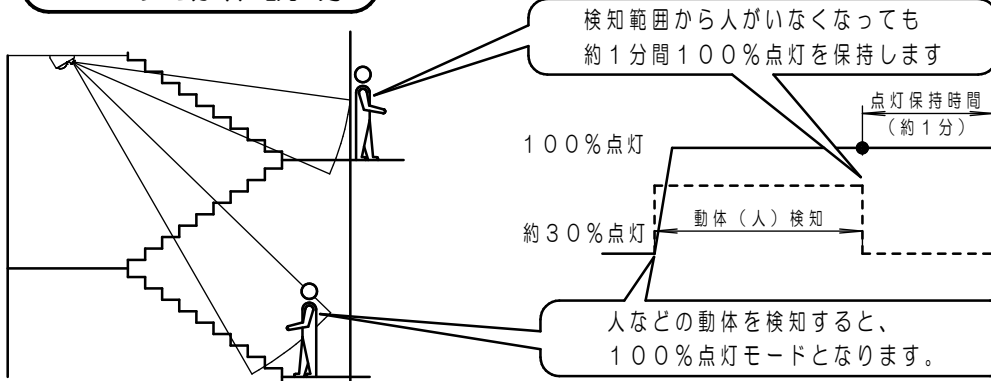 検知範囲から人がいなくなっても
約1分間100%点灯を保持します
点灯保持時間
(約1分)
100%点灯
動体(人)検知
約30%点灯
人などの動体を検知すると、
100%点灯モードとなります。